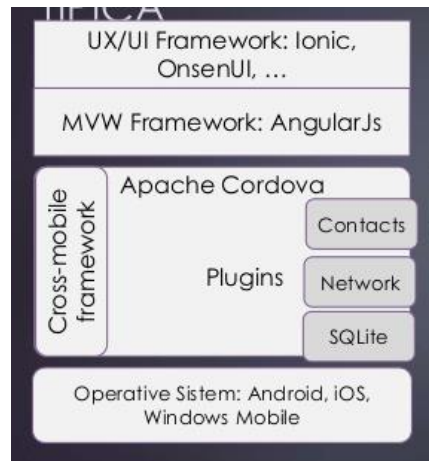 TIPICA
UX/UI Framework: Ionic,
OnsenUI, …
MVW Framework: AngularJs
Apache Cordova
Cross-mobile
framework
Plugins
Contacts
Network
SQLite
Operative Sistem: Android, iOS,
Windows Mobile